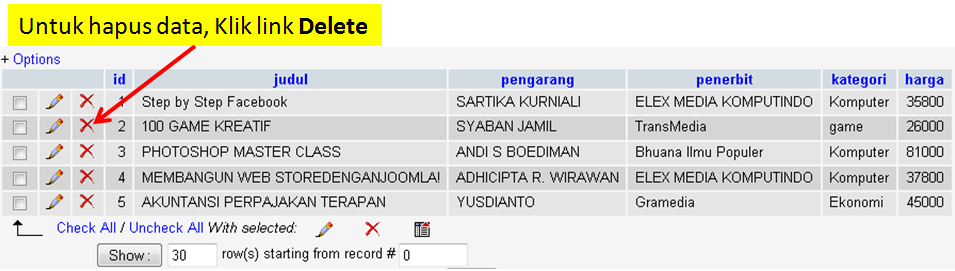 Untuk hapus data, Klik link Delete
+ Options
id judul pengarang penerbit kategori harga
1 Step by Step Facebook SARTIKA KURNIALI ELEX MEDIA KOMPUTINDO Komputer 35800
2 100 GAME KREATIF SYABAN JAMIL TransMedia game 26000
3 PHOTOSHOP MASTER CLASS ANDI S BOEDIMAN Bhuana Ilmu Populer Komputer 81000
4 MEMBANGUN WEB STOREDENGANJOOMLA! ADHICIPTA R. WIRAWAN ELEX MEDIA KOMPUTINDO Komputer 37800
5 AKUNTANSI PERPAJAKAN TERAPAN YUSDIANTO Gramedia Ekonomi 45000
Check All / Uncheck All With selected:
Show : 30 row(s) starting from record # 0